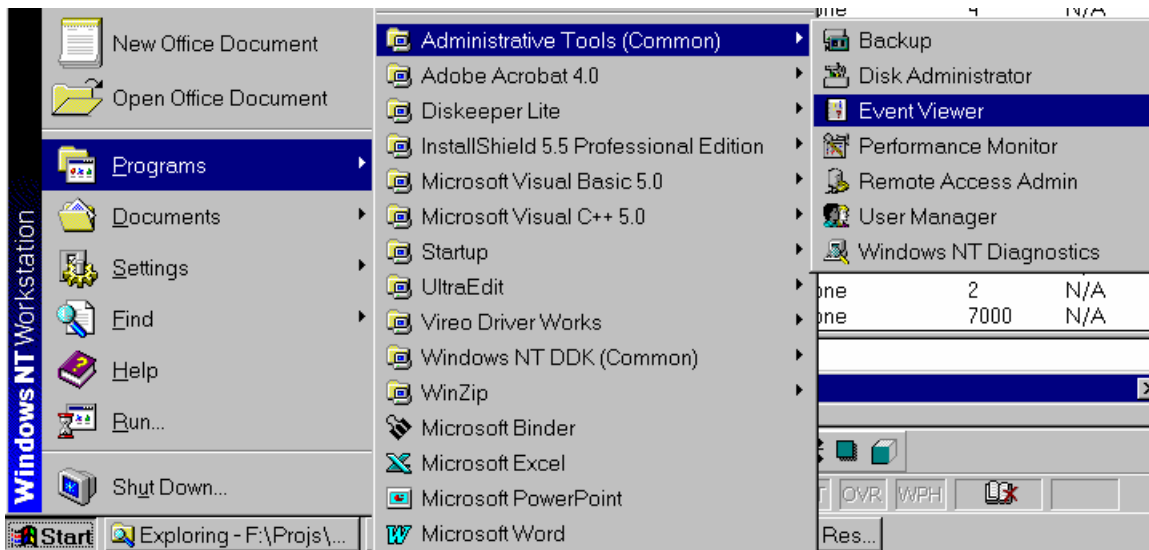 New Office Document
Open Office Document
Programs
Documents
Settings
Find
Help
Run...
Shut Down...
Windows NT Workstation
Administrative Tools (Common)
Adobe Acrobat 4.0
Diskeeper Lite
InstallShield 5.5 Professional Edition
Microsoft Visual Basic 5.0
Microsoft Visual C++ 5.0
Startup
UltraEdit
Vireo Driver Works
Windows NT DDK (Common)
WinZip
Microsoft Binder
Microsoft Excel
Microsoft PowerPoint
Microsoft Word
Backup
Disk Administrator
Event Viewer
Performance Monitor
Remote Access Admin
User Manager
Windows NT Diagnostics
one 2 N/A
one 7000 N/A
OVR WPH
Start Exploring - F:\Projs\... Res...